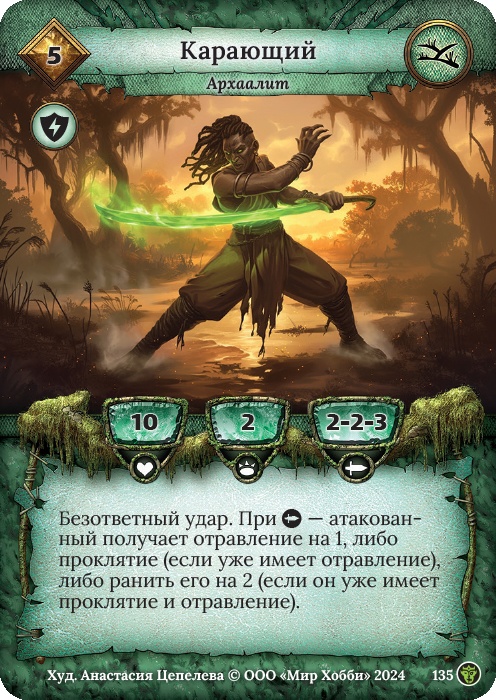 5
Карающий
Архаалит
10
2
2-2-3
Безответный удар. При — атакован-
ный получает отравление на 1, либо
проклятие (если уже имеет отравление),
либо ранить его на 2 (если он уже имеет
проклятие и отравление).
Худ. Анастасия Цепелева © ООО «Мир Хобби» 2024 135